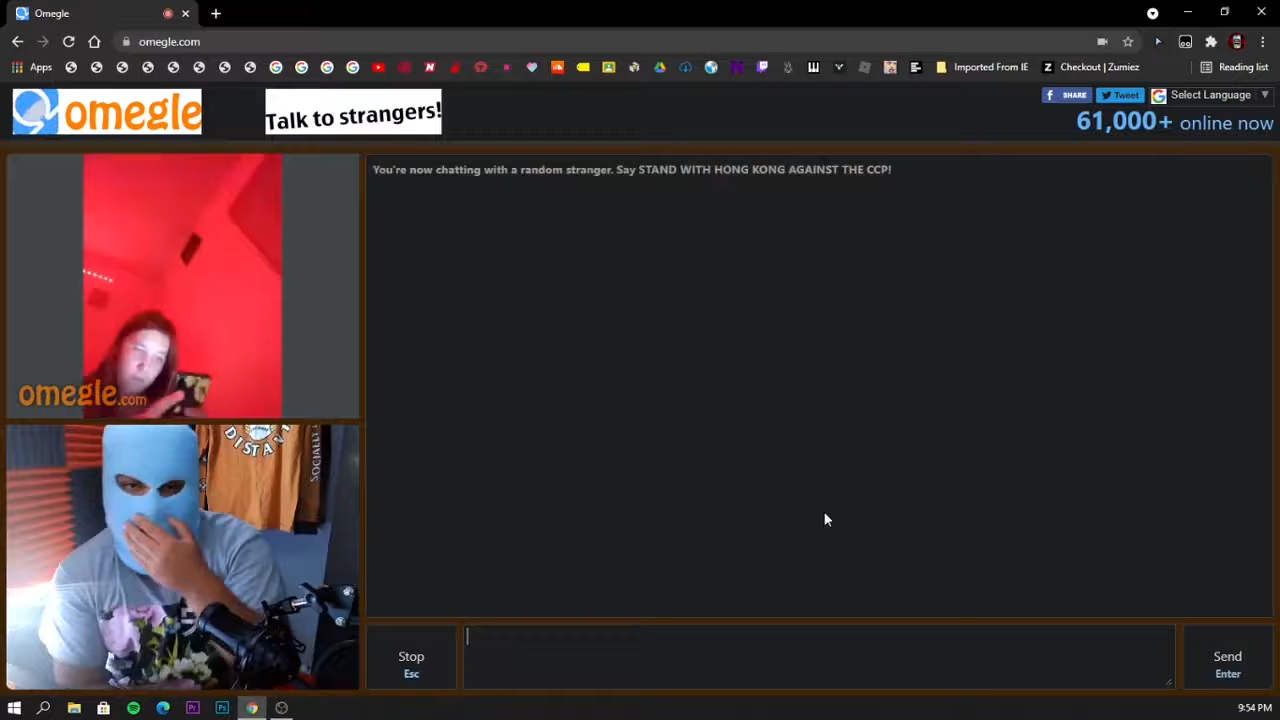 Omegle
omegle.com
Apps
Imported From IE
Checkout | Zumiez
Reading list
omegle
Talk to strangers!
SHARE
Tweet
Select Language
61,000+ online now
You're now chatting with a random stranger. Say STAND WITH HONG KONG AGAINST THE CCP!
omegle.com
DISTAN
SOCIALLY
Stop
Esc
Send
Enter
9:54 PM